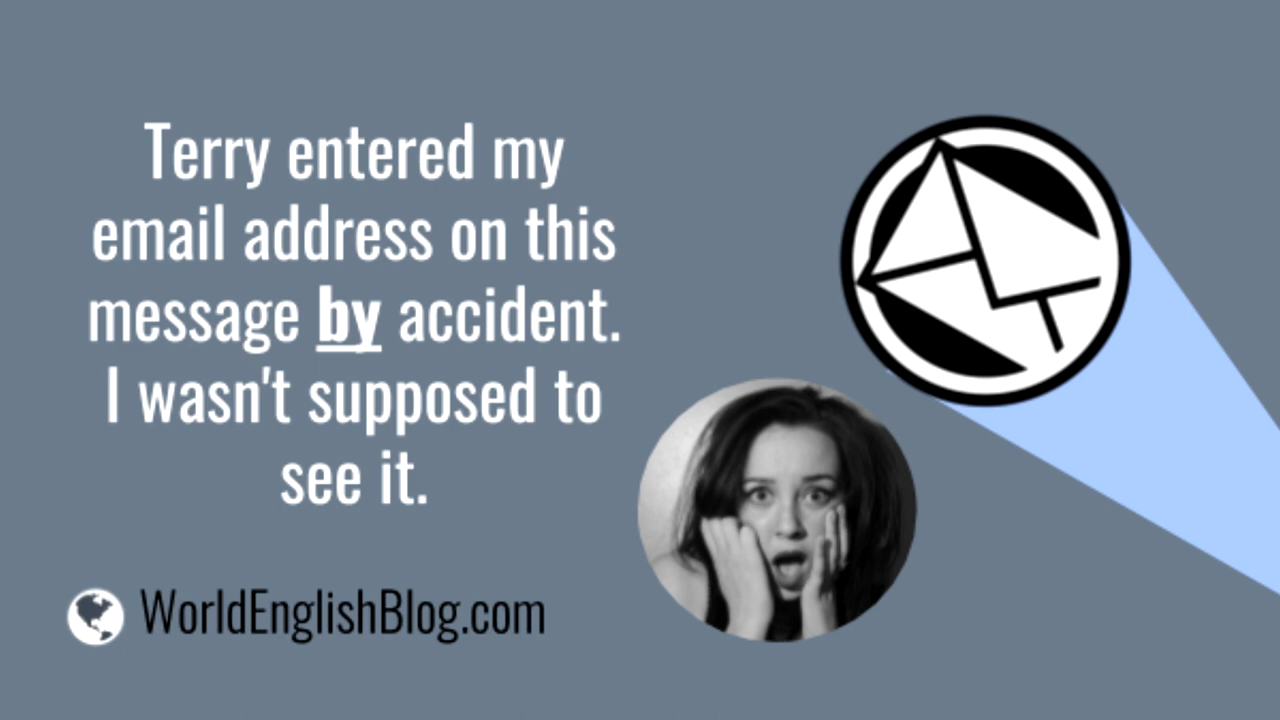 Terry entered my
email address on this
message by accident.
I wasn't supposed to
see it.
WorldEnglishBlog.com